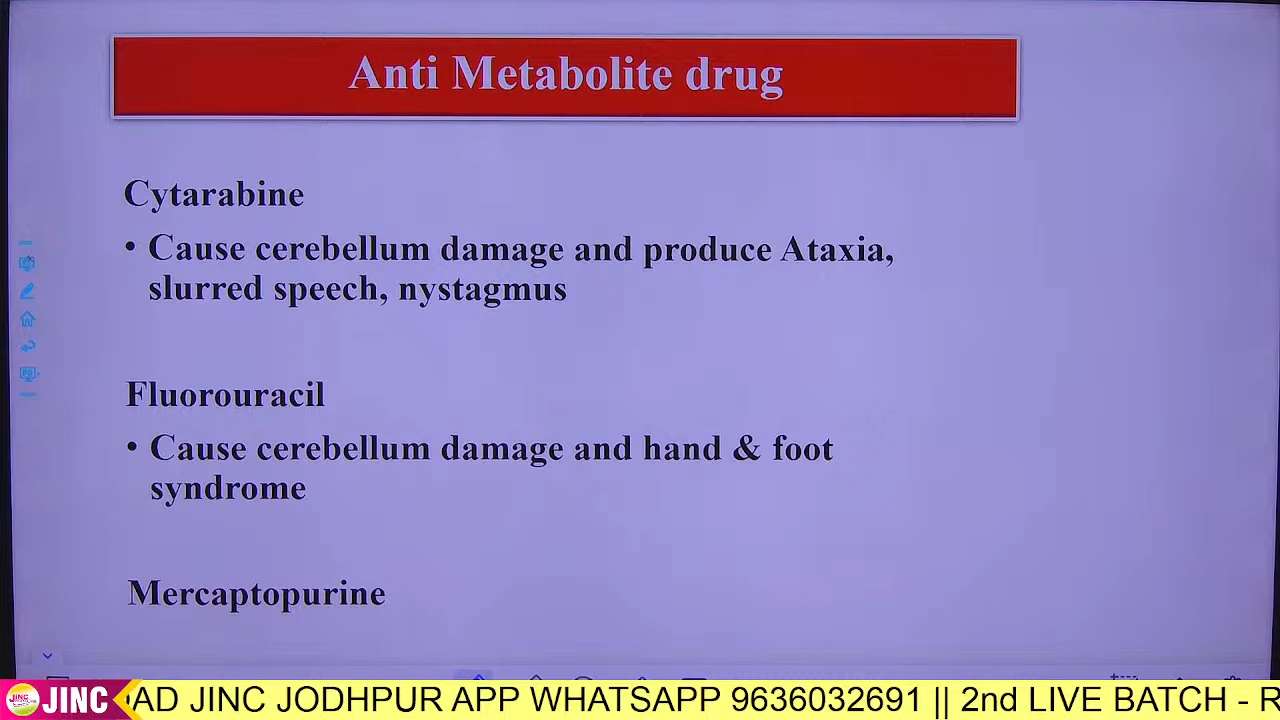 Anti Metabolite drug
Cytarabine
• Cause cerebellum damage and produce Ataxia,
slurred speech, nystagmus
Fluorouracil
• Cause cerebellum damage and hand & foot
syndrome
Mercaptopurine
JINC AD JINC JODHPUR APP WHATSAPP 9636032691 || 2nd LIVE BATCH - R